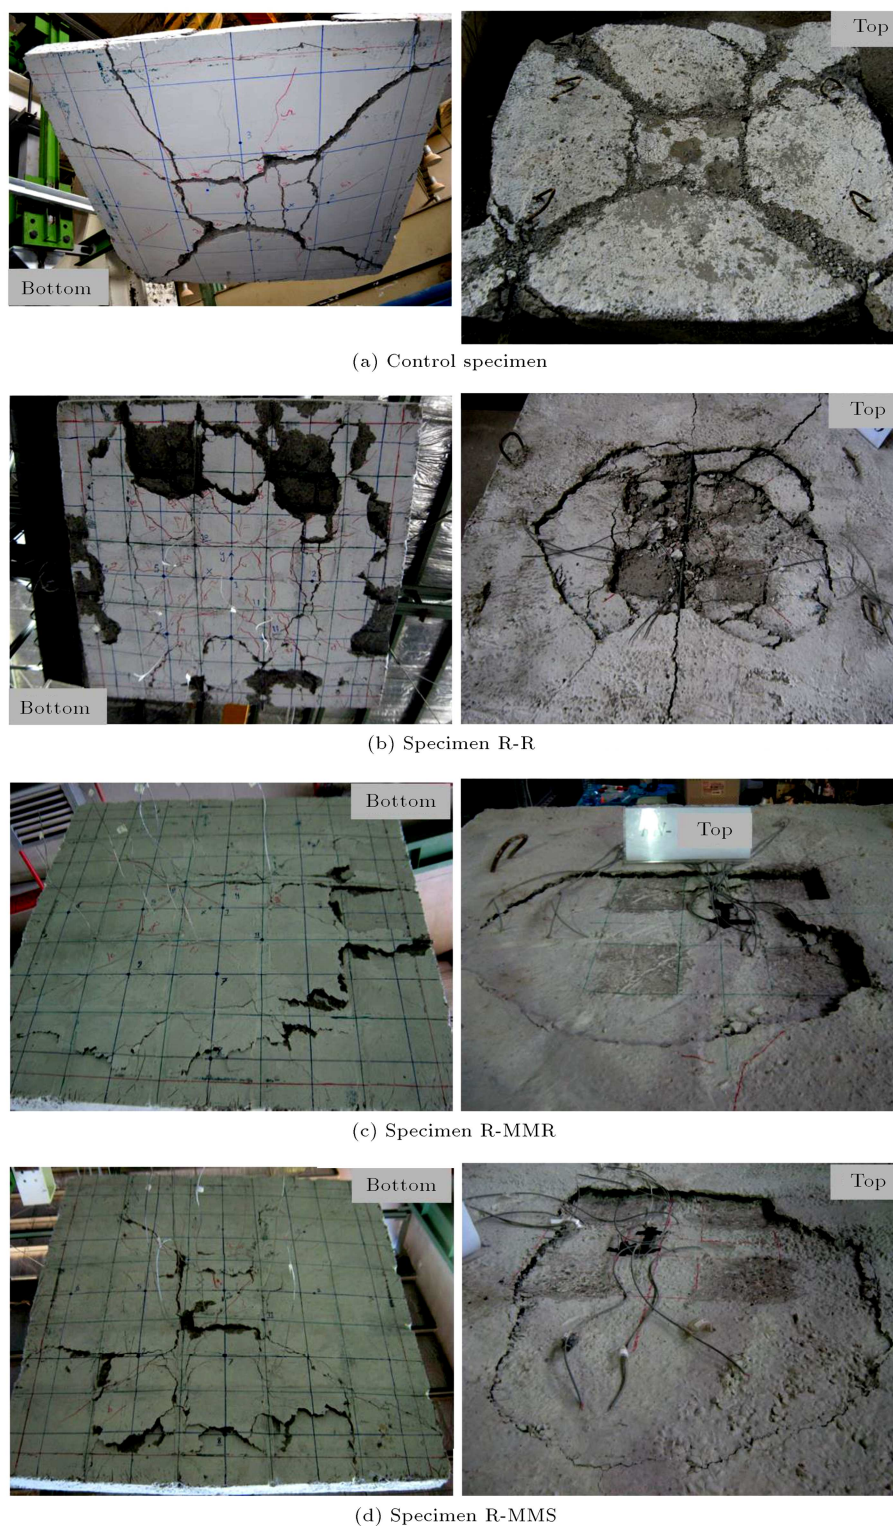 Bottom
Top
(a) Control specimen
Bottom
Top
(b) Specimen R-R
Bottom
Top
(c) Specimen R-MMR
Bottom
Top
(d) Specimen R-MMS